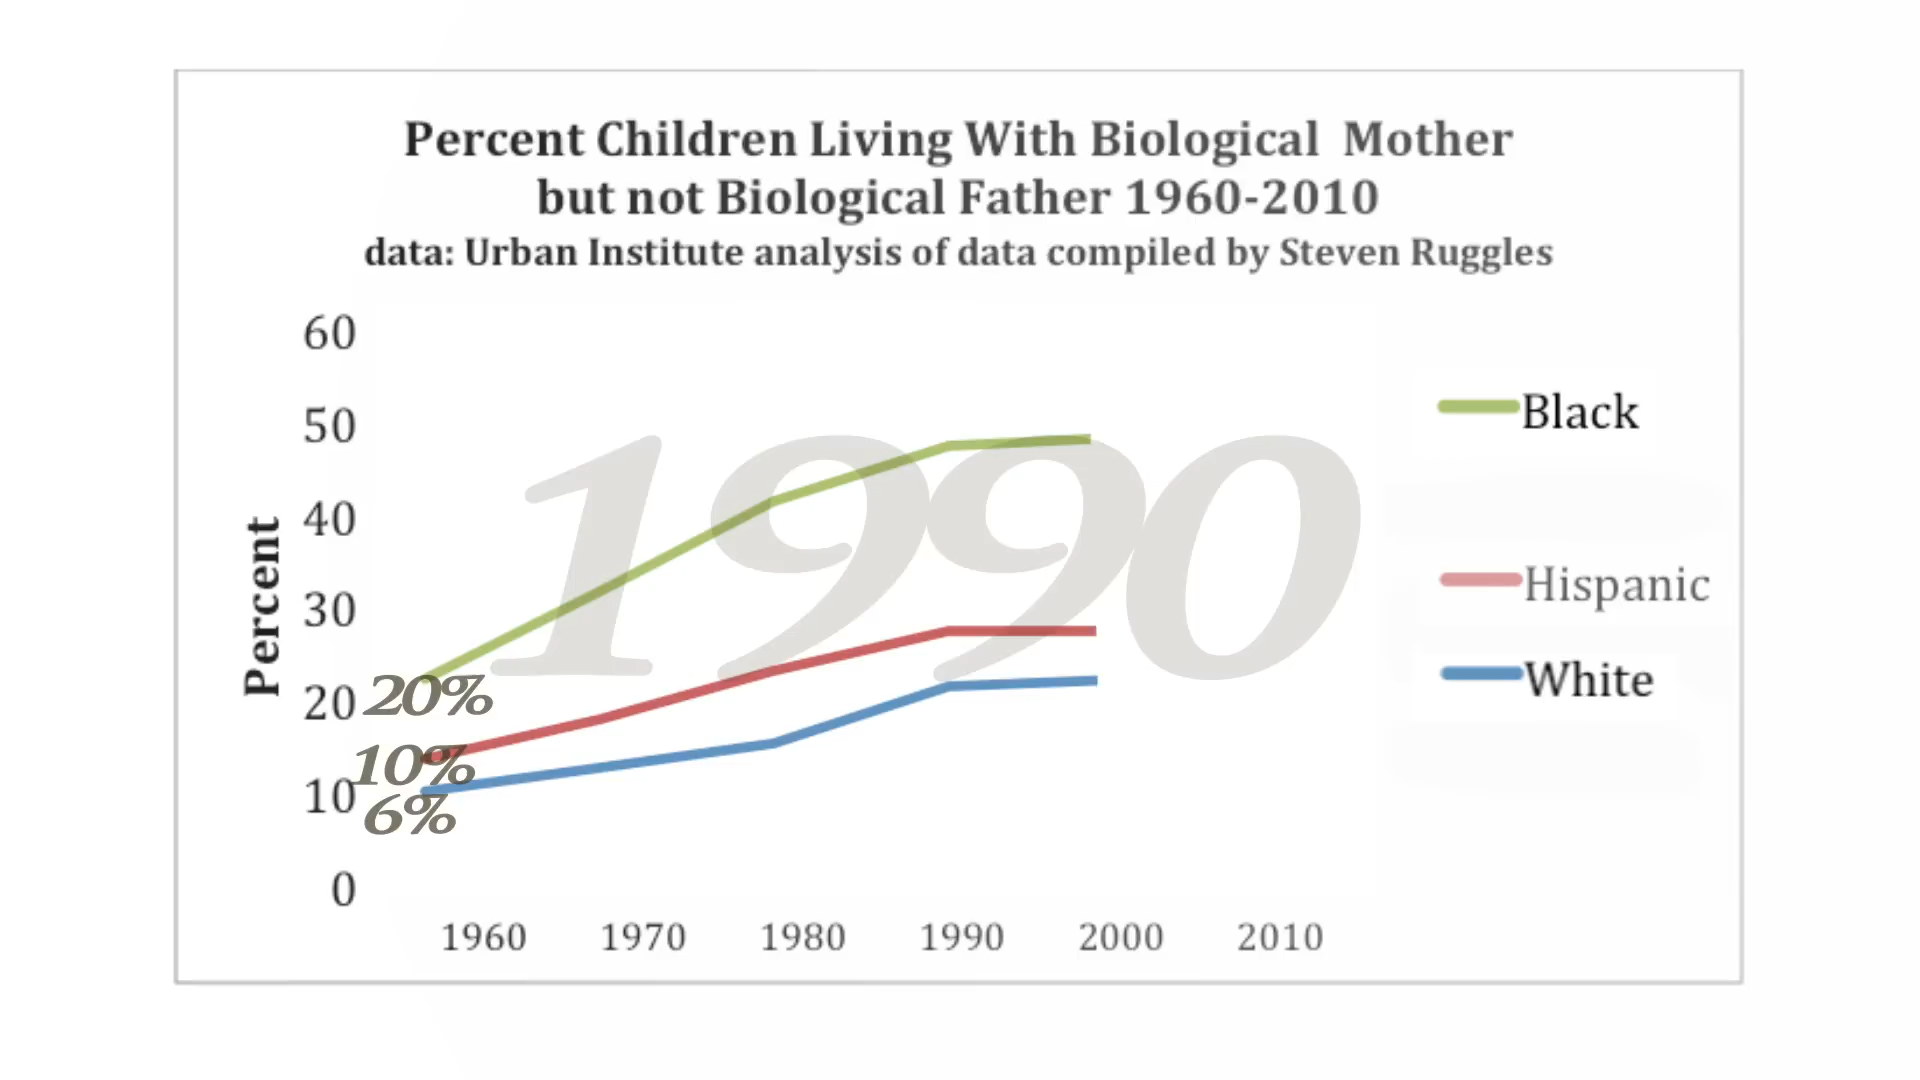 Percent Children Living With Biological Mother
but not Biological Father 1960-2010
data: Urban Institute analysis of data compiled by Steven Ruggles
Percent
60
50
40
30
20
10
0
1990
20%
10%
6%
1960 1970 1980 1990 2000 2010
Black
Hispanic
White